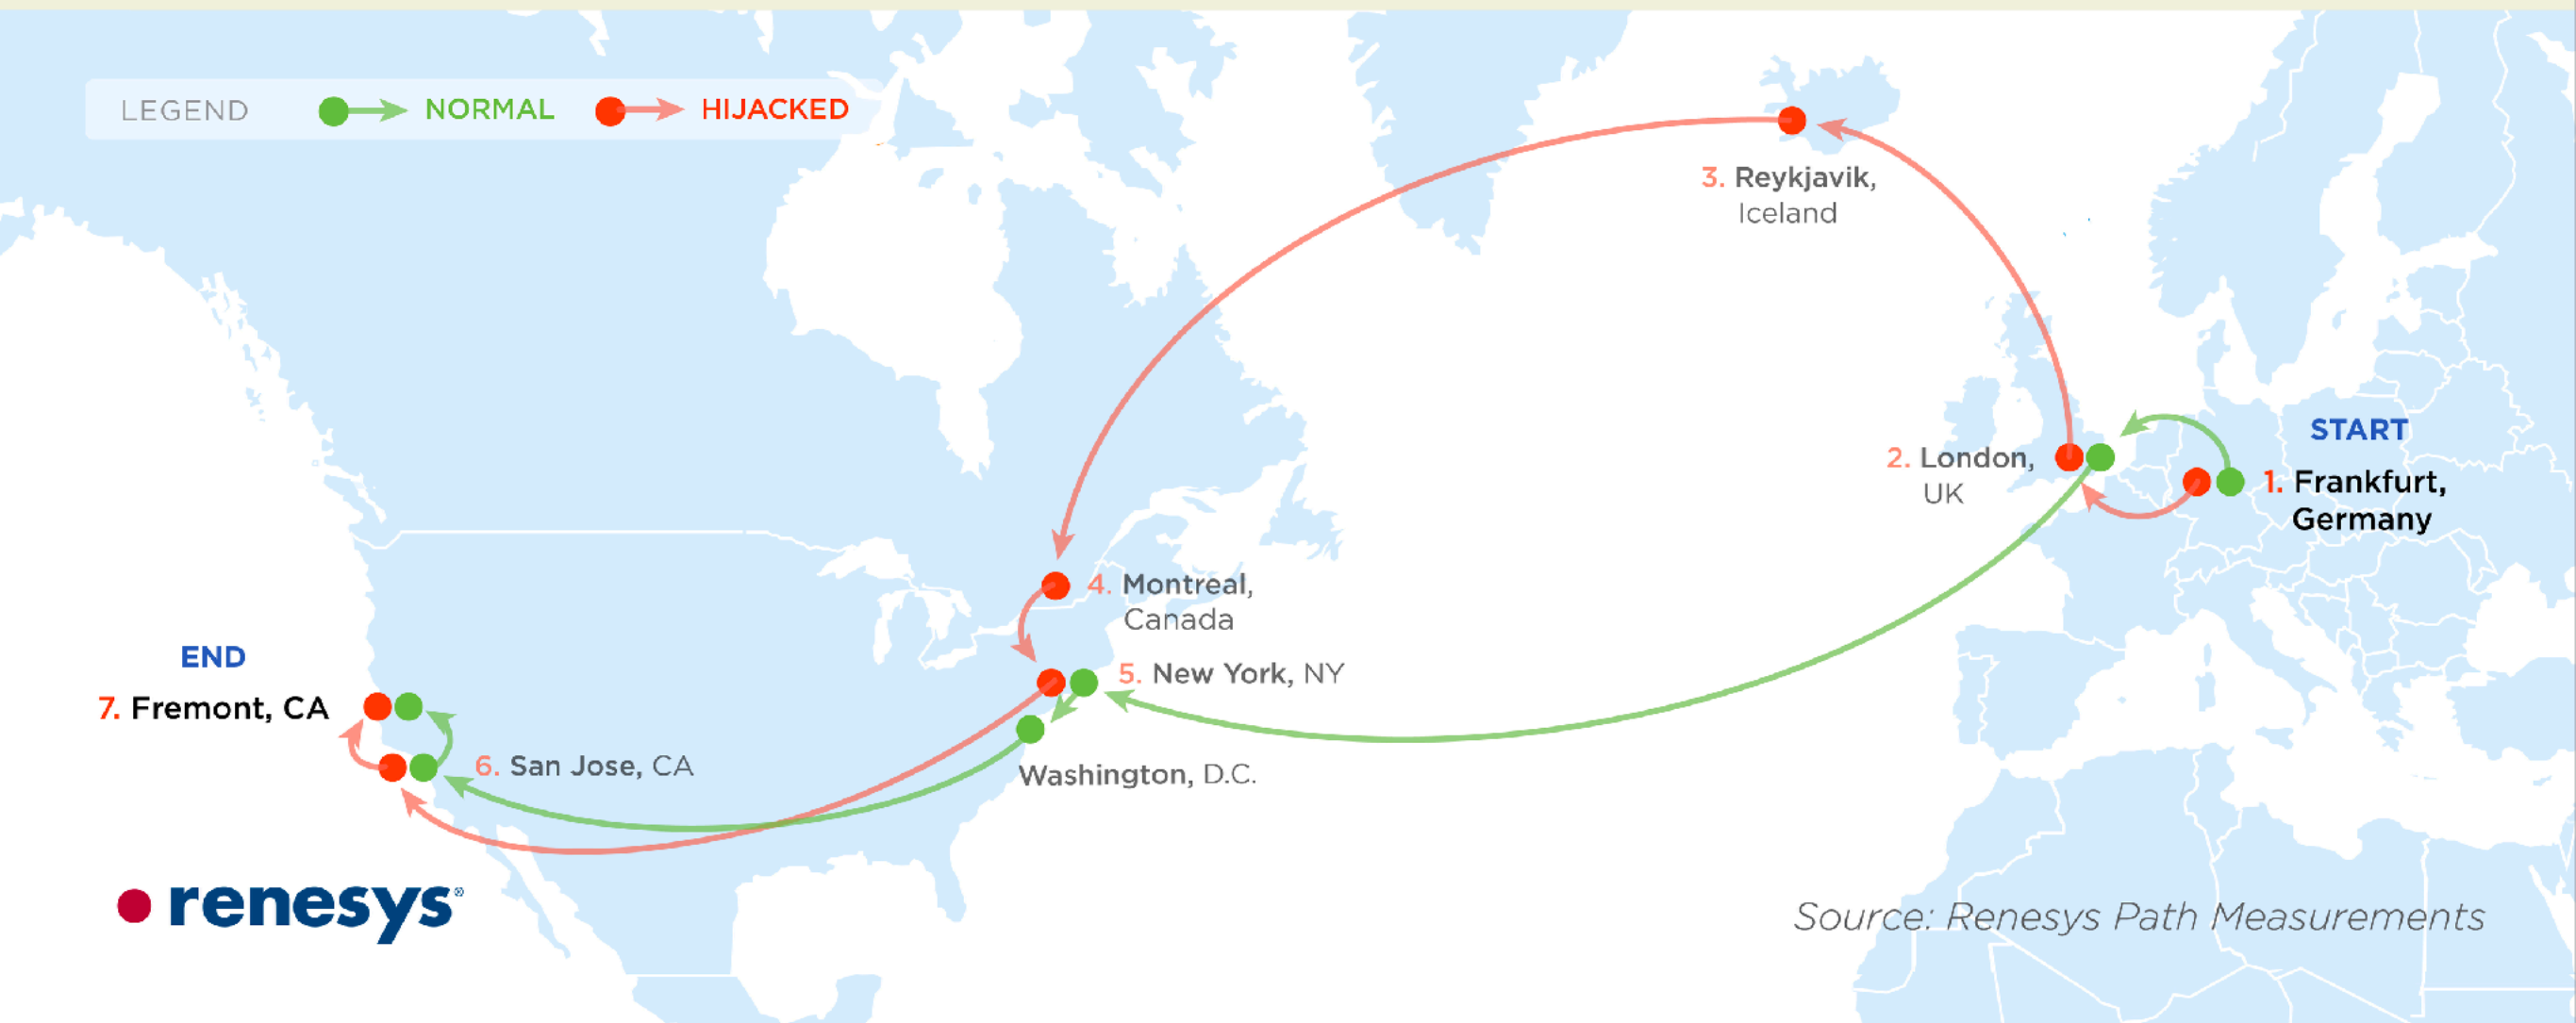 LEGEND NORMAL HIJACKED
3. Reykjavik,
Iceland
START
2. London,
UK
1. Frankfurt,
Germany
4. Montreal,
Canada
END
5. New York, NY
7. Fremont, CA
6. San Jose, CA
Washington, D.C.
renesys®
Source: Renesys Path Measurements